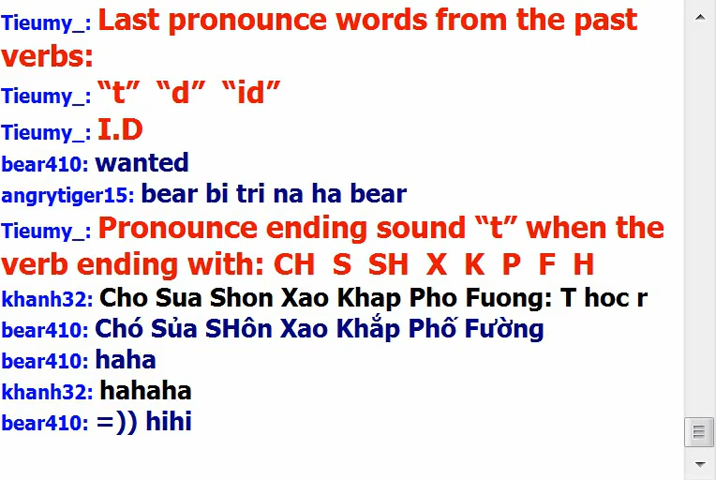 Tieumy_: Last pronounce words from the past
verbs:
Tieumy_: “t” “d” “id”
Tieumy_: I.D
bear410: wanted
angrytiger15: bear bi tri na ha bear
Tieumy_: Pronounce ending sound “t” when the
verb ending with: CH S SH X K P F H
khanh32: Cho Sua Shon Xao Khap Pho Fuong: T hoc r
bear410: Chó Sủa SHôn Xao Khắp Phố Fường
bear410: haha
khanh32: hahaha
bear410: =)) hihi